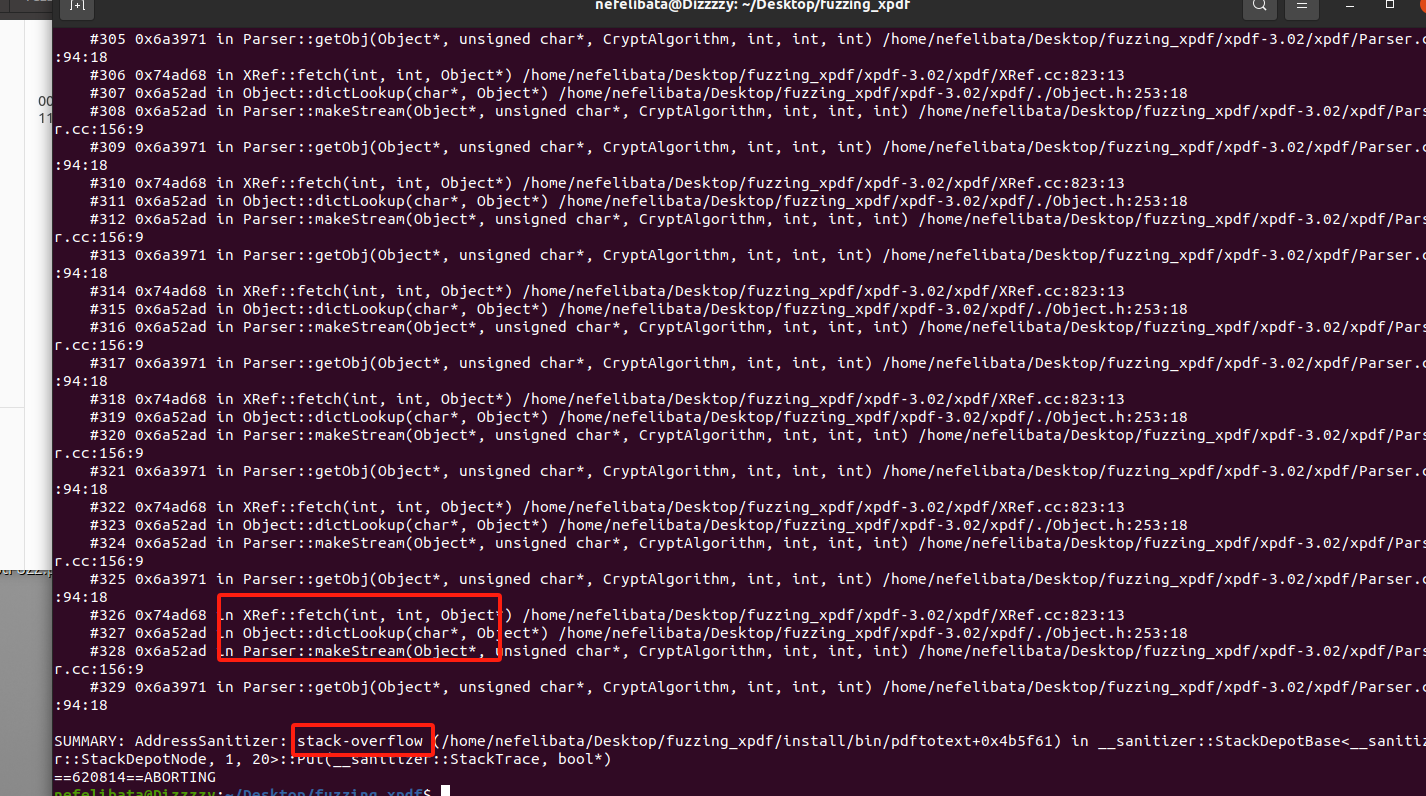 nefelibata@Dizzzzy: ~/Desktop/fuzzing_xpdf
#305 0x6a3971 in Parser::getObj(Object*, unsigned char*, CryptAlgorithm, int, int, int) /home/nefelibata/Desktop/fuzzing_xpdf/xpdf-3.02/xpdf/Parser.c
:94:18
#306 0x74ad68 in XRef::fetch(int, int, Object*) /home/nefelibata/Desktop/fuzzing_xpdf/xpdf-3.02/xpdf/XRef.cc:823:13
#307 0x6a52ad in Object::dictLookup(char*, Object*) /home/nefelibata/Desktop/fuzzing_xpdf/xpdf-3.02/xpdf/./Object.h:253:18
#308 0x6a52ad in Parser::makeStream(Object*, unsigned char*, CryptAlgorithm, int, int, int) /home/nefelibata/Desktop/fuzzing_xpdf/xpdf-3.02/xpdf/Pars
r.cc:156:9
#309 0x6a3971 in Parser::getObj(Object*, unsigned char*, CryptAlgorithm, int, int, int) /home/nefelibata/Desktop/fuzzing_xpdf/xpdf-3.02/xpdf/Parser.c
:94:18
#310 0x74ad68 in XRef::fetch(int, int, Object*) /home/nefelibata/Desktop/fuzzing_xpdf/xpdf-3.02/xpdf/XRef.cc:823:13
#311 0x6a52ad in Object::dictLookup(char*, Object*) /home/nefelibata/Desktop/fuzzing_xpdf/xpdf-3.02/xpdf/./Object.h:253:18
#312 0x6a52ad in Parser::makeStream(Object*, unsigned char*, CryptAlgorithm, int, int, int) /home/nefelibata/Desktop/fuzzing_xpdf/xpdf-3.02/xpdf/Pars
r.cc:156:9
#313 0x6a3971 in Parser::getObj(Object*, unsigned char*, CryptAlgorithm, int, int, int) /home/nefelibata/Desktop/fuzzing_xpdf/xpdf-3.02/xpdf/Parser.c
:94:18
#314 0x74ad68 in XRef::fetch(int, int, Object*) /home/nefelibata/Desktop/fuzzing_xpdf/xpdf-3.02/xpdf/XRef.cc:823:13
#315 0x6a52ad in Object::dictLookup(char*, Object*) /home/nefelibata/Desktop/fuzzing_xpdf/xpdf-3.02/xpdf/./Object.h:253:18
#316 0x6a52ad in Parser::makeStream(Object*, unsigned char*, CryptAlgorithm, int, int, int) /home/nefelibata/Desktop/fuzzing_xpdf/xpdf-3.02/xpdf/Pars
r.cc:156:9
#317 0x6a3971 in Parser::getObj(Object*, unsigned char*, CryptAlgorithm, int, int, int) /home/nefelibata/Desktop/fuzzing_xpdf/xpdf-3.02/xpdf/Parser.c
:94:18
#318 0x74ad68 in XRef::fetch(int, int, Object*) /home/nefelibata/Desktop/fuzzing_xpdf/xpdf-3.02/xpdf/XRef.cc:823:13
#319 0x6a52ad in Object::dictLookup(char*, Object*) /home/nefelibata/Desktop/fuzzing_xpdf/xpdf-3.02/xpdf/./Object.h:253:18
#320 0x6a52ad in Parser::makeStream(Object*, unsigned char*, CryptAlgorithm, int, int, int) /home/nefelibata/Desktop/fuzzing_xpdf/xpdf-3.02/xpdf/Pars
r.cc:156:9
#321 0x6a3971 in Parser::getObj(Object*, unsigned char*, CryptAlgorithm, int, int, int) /home/nefelibata/Desktop/fuzzing_xpdf/xpdf-3.02/xpdf/Parser.c
:94:18
#322 0x74ad68 in XRef::fetch(int, int, Object*) /home/nefelibata/Desktop/fuzzing_xpdf/xpdf-3.02/xpdf/XRef.cc:823:13
#323 0x6a52ad in Object::dictLookup(char*, Object*) /home/nefelibata/Desktop/fuzzing_xpdf/xpdf-3.02/xpdf/./Object.h:253:18
#324 0x6a52ad in Parser::makeStream(Object*, unsigned char*, CryptAlgorithm, int, int, int) /home/nefelibata/Desktop/fuzzing_xpdf/xpdf-3.02/xpdf/Pars
r.cc:156:9
#325 0x6a3971 in Parser::getObj(Object*, unsigned char*, CryptAlgorithm, int, int, int) /home/nefelibata/Desktop/fuzzing_xpdf/xpdf-3.02/xpdf/Parser.c
:94:18
#326 0x74ad68 in XRef::fetch(int, int, Object*) /home/nefelibata/Desktop/fuzzing_xpdf/xpdf-3.02/xpdf/XRef.cc:823:13
#327 0x6a52ad in Object::dictLookup(char*, Object*) /home/nefelibata/Desktop/fuzzing_xpdf/xpdf-3.02/xpdf/./Object.h:253:18
#328 0x6a52ad in Parser::makeStream(Object*, unsigned char*, CryptAlgorithm, int, int, int) /home/nefelibata/Desktop/fuzzing_xpdf/xpdf-3.02/xpdf/Pars
r.cc:156:9
#329 0x6a3971 in Parser::getObj(Object*, unsigned char*, CryptAlgorithm, int, int, int) /home/nefelibata/Desktop/fuzzing_xpdf/xpdf-3.02/xpdf/Parser.c
:94:18
SUMMARY: AddressSanitizer: stack-overflow (/home/nefelibata/Desktop/fuzzing_xpdf/install/bin/pdftotext+0x4b5f61) in __sanitizer::StackDepotBase<__sanitiz
r::StackDepotNode, 1, 20>::Put(__sanitizer::StackTrace, bool*)
==620814==ABORTING
nefelibata@Dizzzzy:~/Desktop/fuzzing_xpdf$
00
11